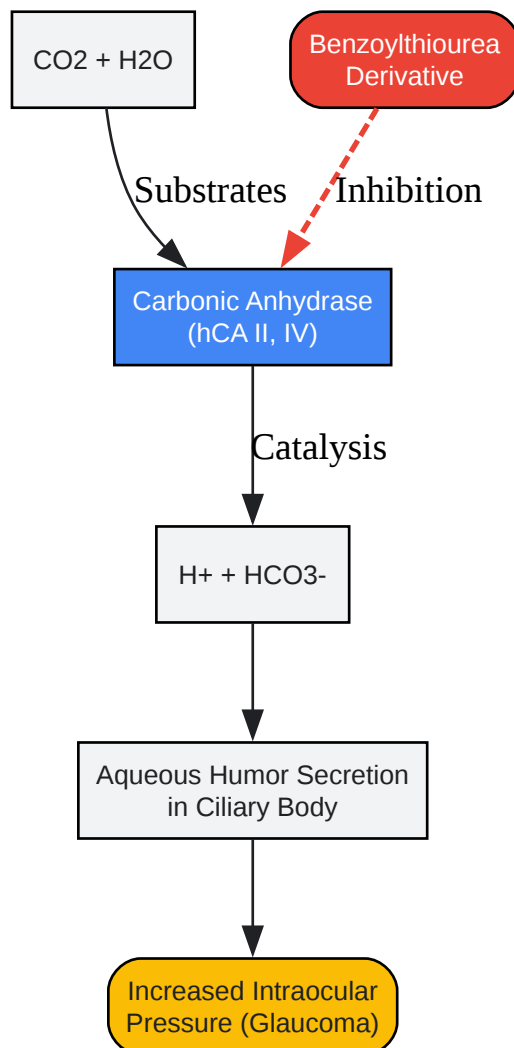 CO2 + H2O
Benzoylthiourea
Derivative
Substrates
Inhibition
Carbonic Anhydrase
(hCA II, IV)
Catalysis
H+ + HCO3-
Aqueous Humor Secretion
in Ciliary Body
Increased Intraocular
Pressure (Glaucoma)